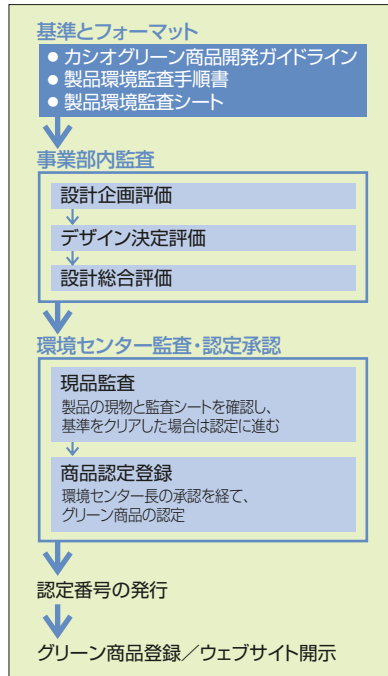 基準とフォーマット
● カシオグリーン商品開発ガイドライン
● 製品環境監査手順書
● 製品環境監査シート
事業部内監査
設計企画評価
デザイン決定評価
設計総合評価
環境センター監査・認定承認
現品監査
製品の現物と監査シートを確認し、
基準をクリアした場合は認定に進む
商品認定登録
環境センター長の承認を経て、
グリーン商品の認定
認定番号の発行
グリーン商品登録／ウェブサイト開示